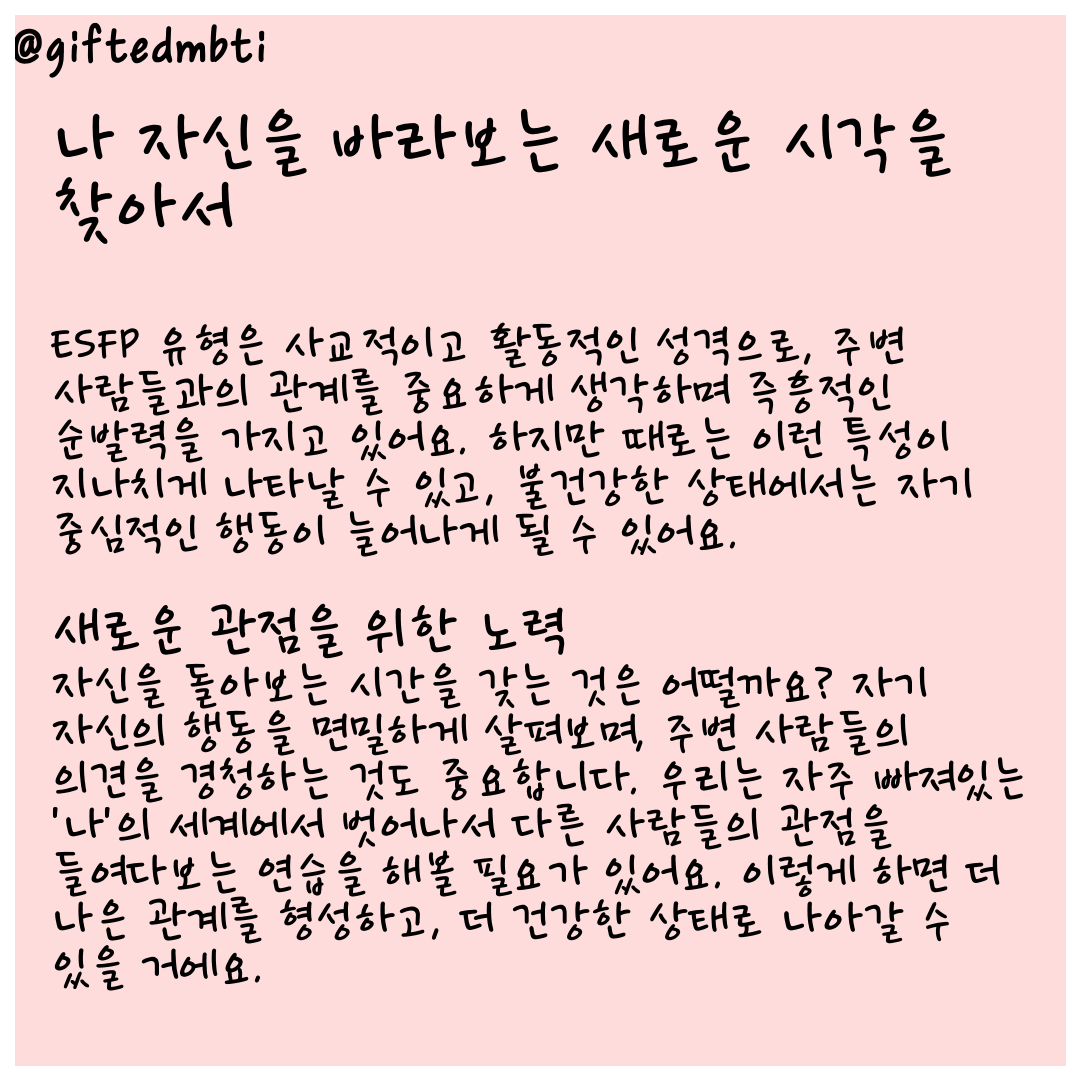 @giftedmbti
나 자신을 바라보는 새로운 시각을
찾아서
ESFP 유형은 사교적이고 활동적인 성격으로, 주변
사람들과의 관계를 중요하게 생각하며 즉흥적인
순발력을 가지고 있어요. 하지만 때로는 이런 특성이
지나치게 나타날 수 있고, 불건강한 상태에서는 자기
중심적인 행동이 늘어나게 될 수 있어요.
새로운 관점을 위한 노력
자신을 돌아보는 시간을 갖는 것은 어떨까요? 자기
자신의 행동을 면밀하게 살펴보며, 주변 사람들의
의견을 경청하는 것도 중요합니다. 우리는 자주 빠져있는
'나'의 세계에서 벗어나서 다른 사람들의 관점을
들여다보는 연습을 해볼 필요가 있어요. 이렇게 하면 더
나은 관계를 형성하고, 더 건강한 상태로 나아갈 수
있을 거에요.